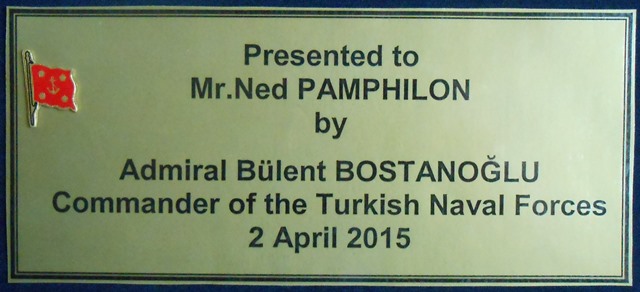 Presented to
Mr.Ned PAMPHILON
by
Admiral Bülent BOSTANOĞLU
Commander of the Turkish Naval Forces
2 April 2015